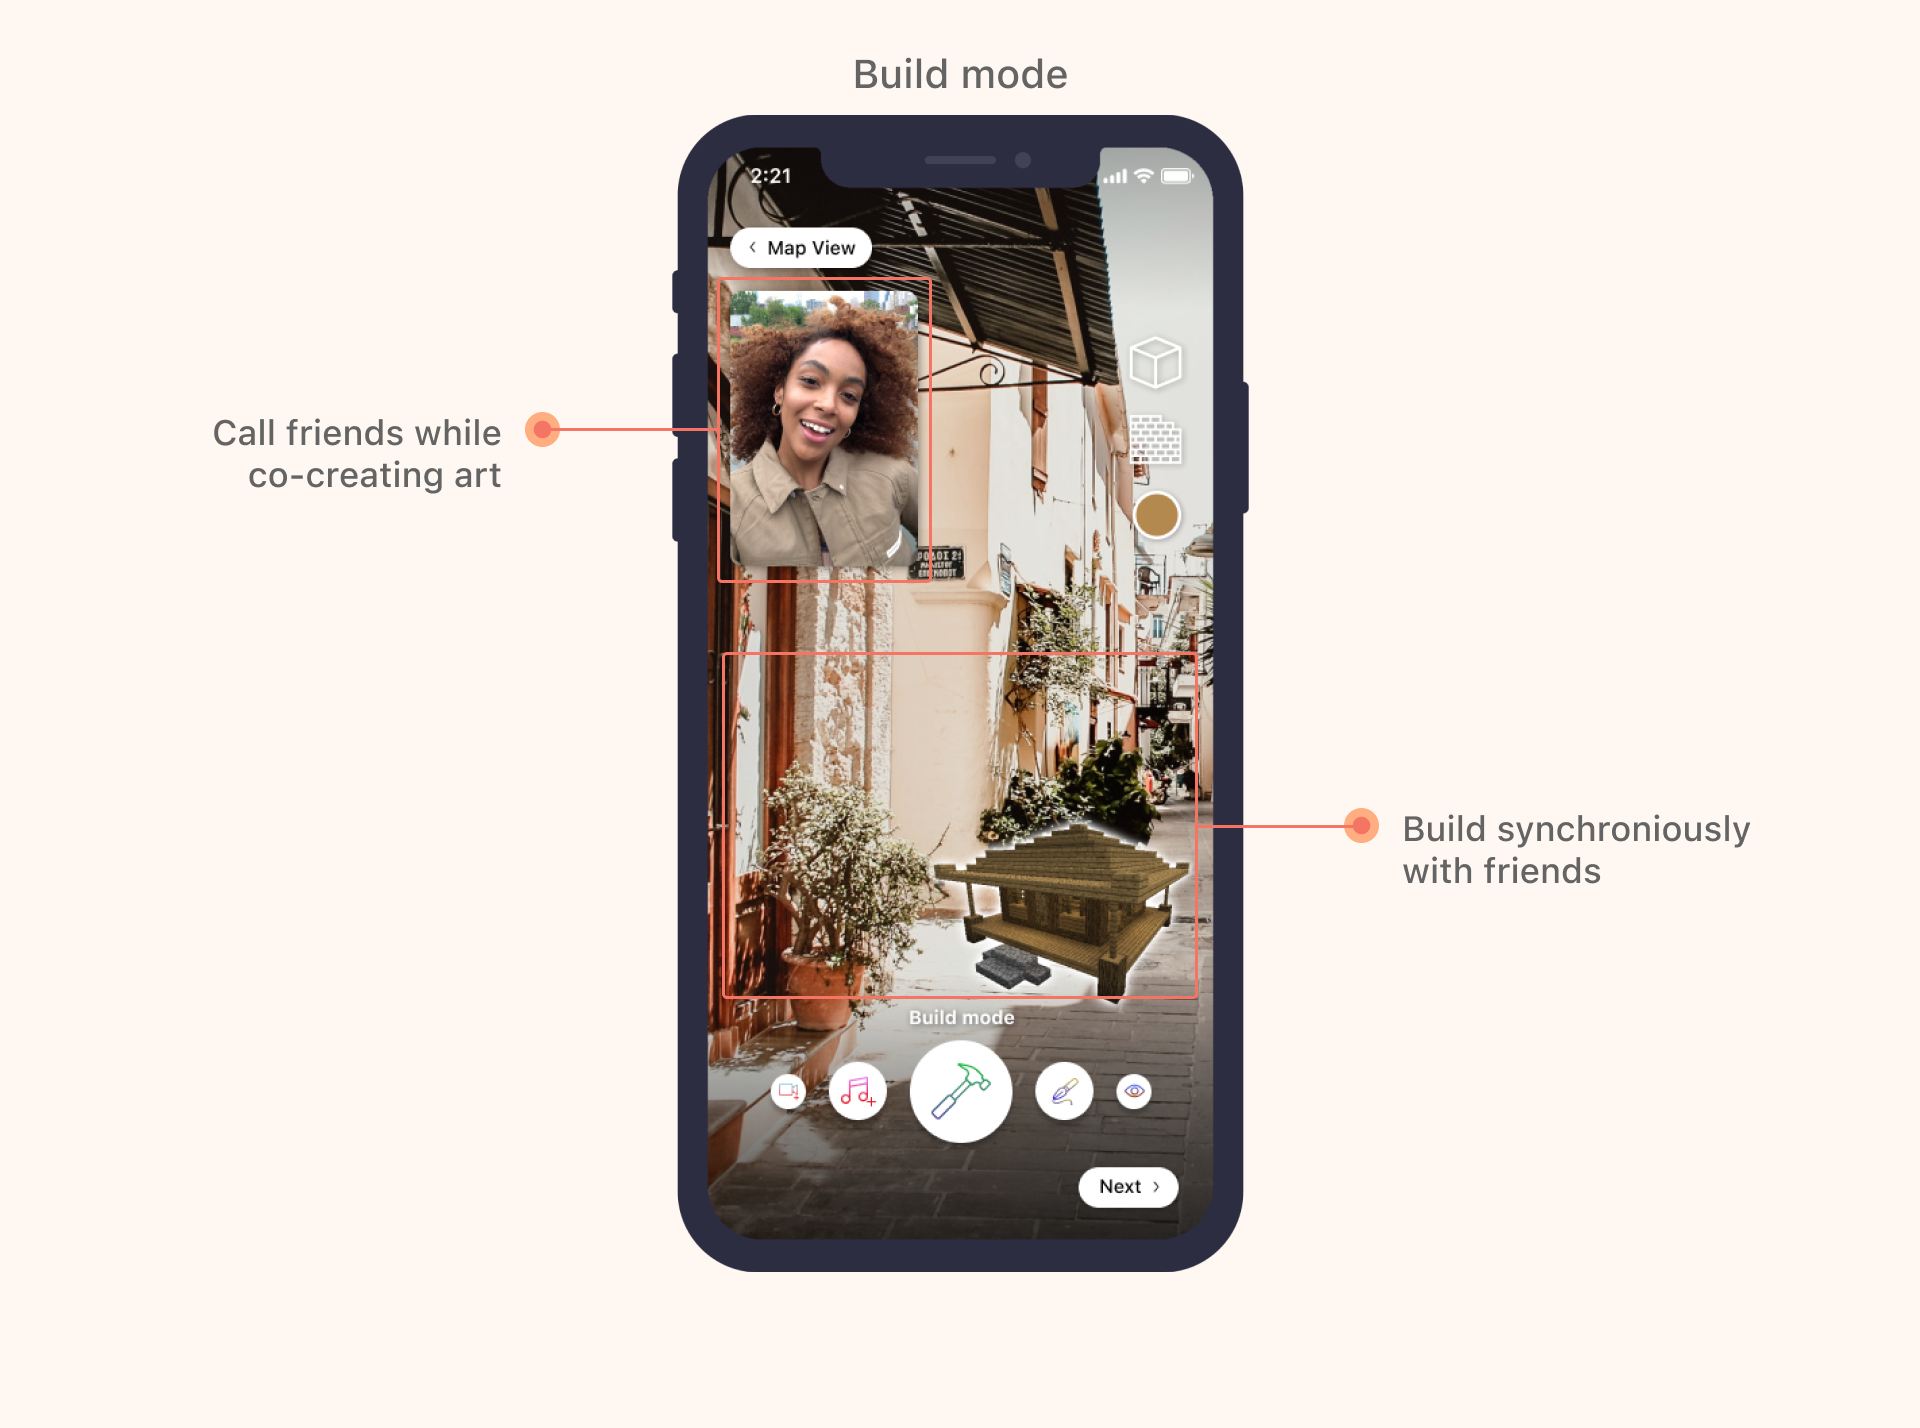 Build mode
2:21
Map View
Call friends while
co-creating art
Build synchroniously
with friends
Build mode
Next